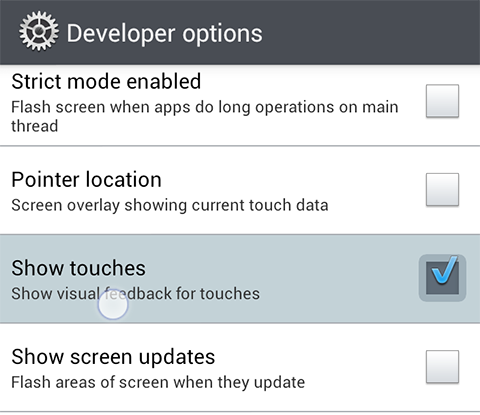 Developer options
Strict mode enabled
Flash screen when apps do long operations on main
thread
Pointer location
Screen overlay showing current touch data
Show touches
Show visual feedback for touches
Show screen updates
Flash areas of screen when they update